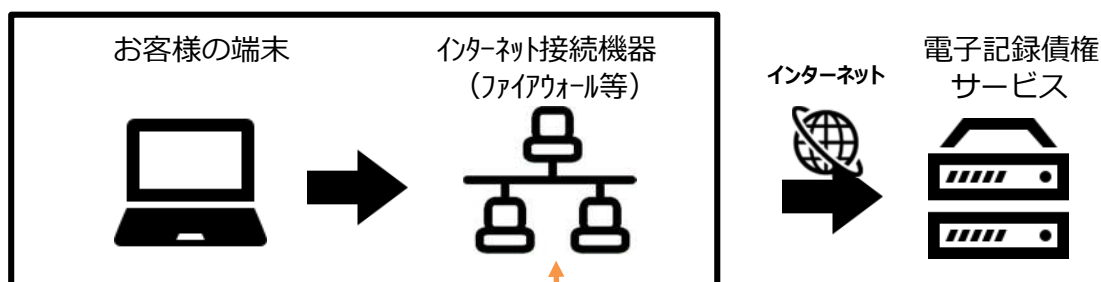 お客様の端末
インターネット接続機器
（ファイアウォール等）
インターネット
電子記録債権
サービス